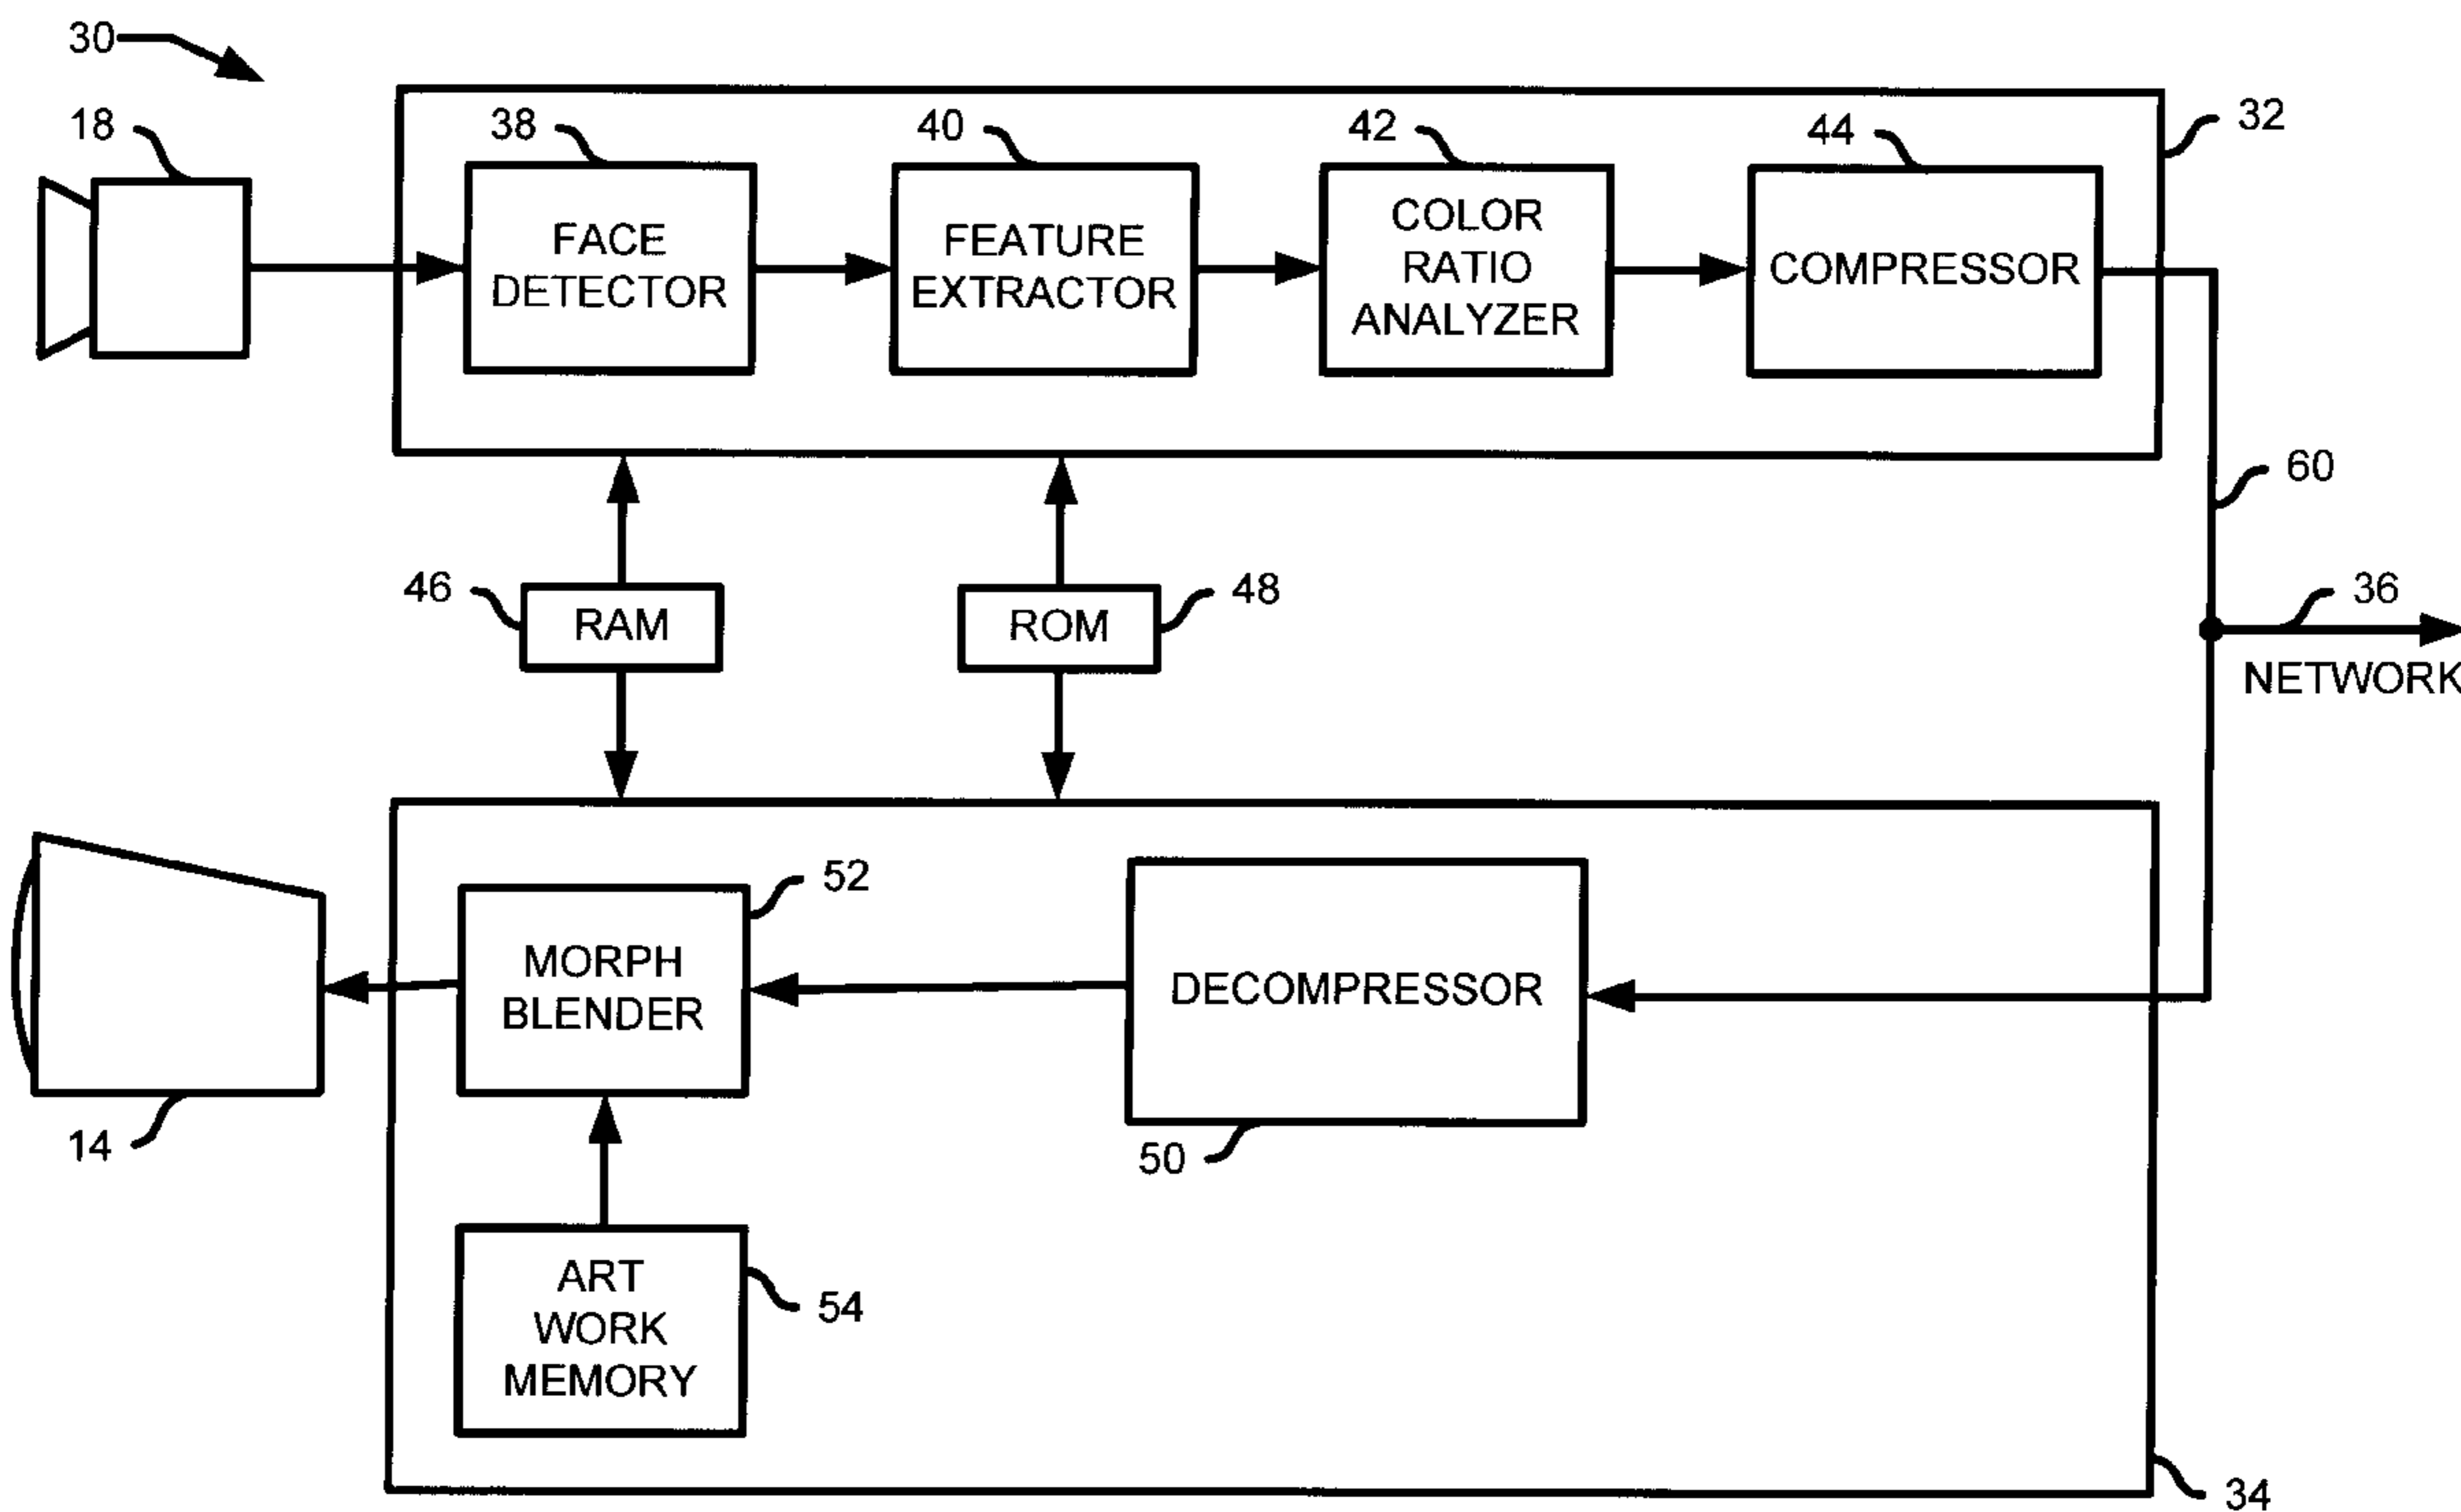 30
18
38
40
42
44
32
FACE
DETECTOR
FEATURE
EXTRACTOR
COLOR
RATIO
ANALYZER
COMPRESSOR
60
46
RAM
ROM
48
36
NETWORK
52
MORPH
BLENDER
DECOMPRESSOR
14
50
54
ART
WORK
MEMORY
34